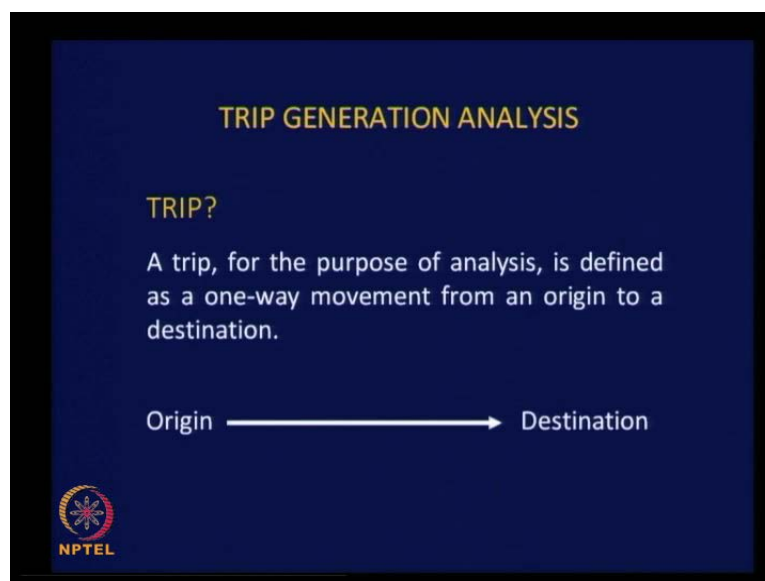 TRIP GENERATION ANALYSIS
TRIP?
A trip, for the purpose of analysis, is defined
as a one-way movement from an origin to a
destination.
Origin Destination
NPTEL